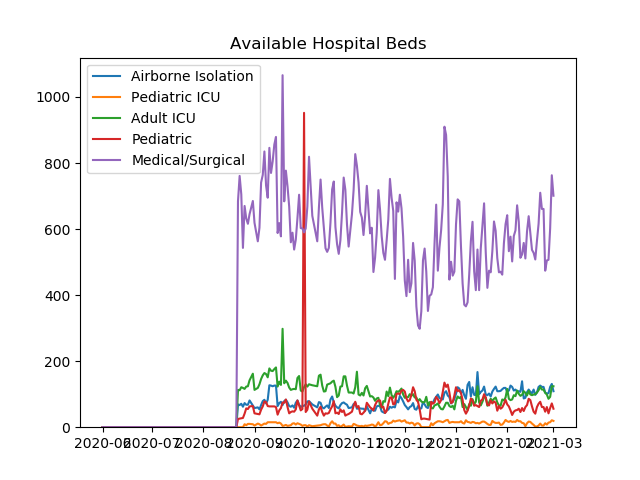 Available Hospital Beds
Airborne Isolation
Pediatric ICU
Adult ICU
Pediatric
Medical/Surgical
1000
800
600
400
200
0
2020-06 2020-07 2020-08 2020-09 2020-10 2020-11 2020-12 2021-01 2021-02 2021-03